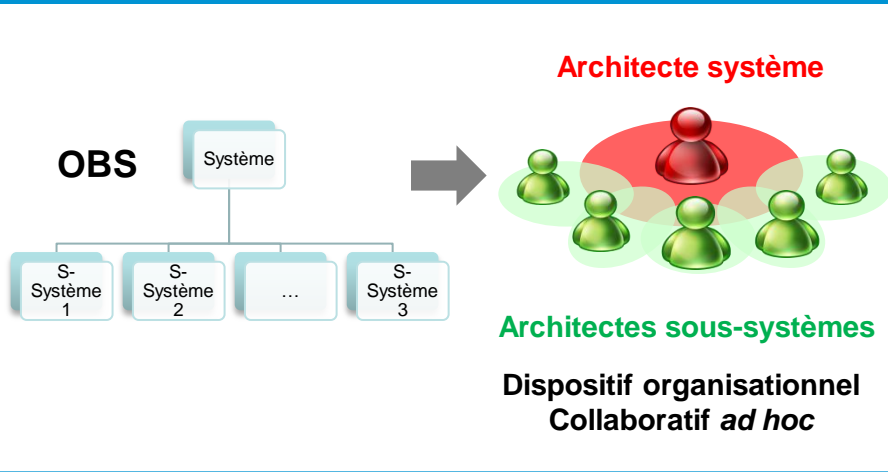 Architecte système
OBS
Système
S-
Système
1
S-
Système
2
…
S-
Système
3
Architectes sous-systèmes
Dispositif organisationnel
Collaboratif ad hoc